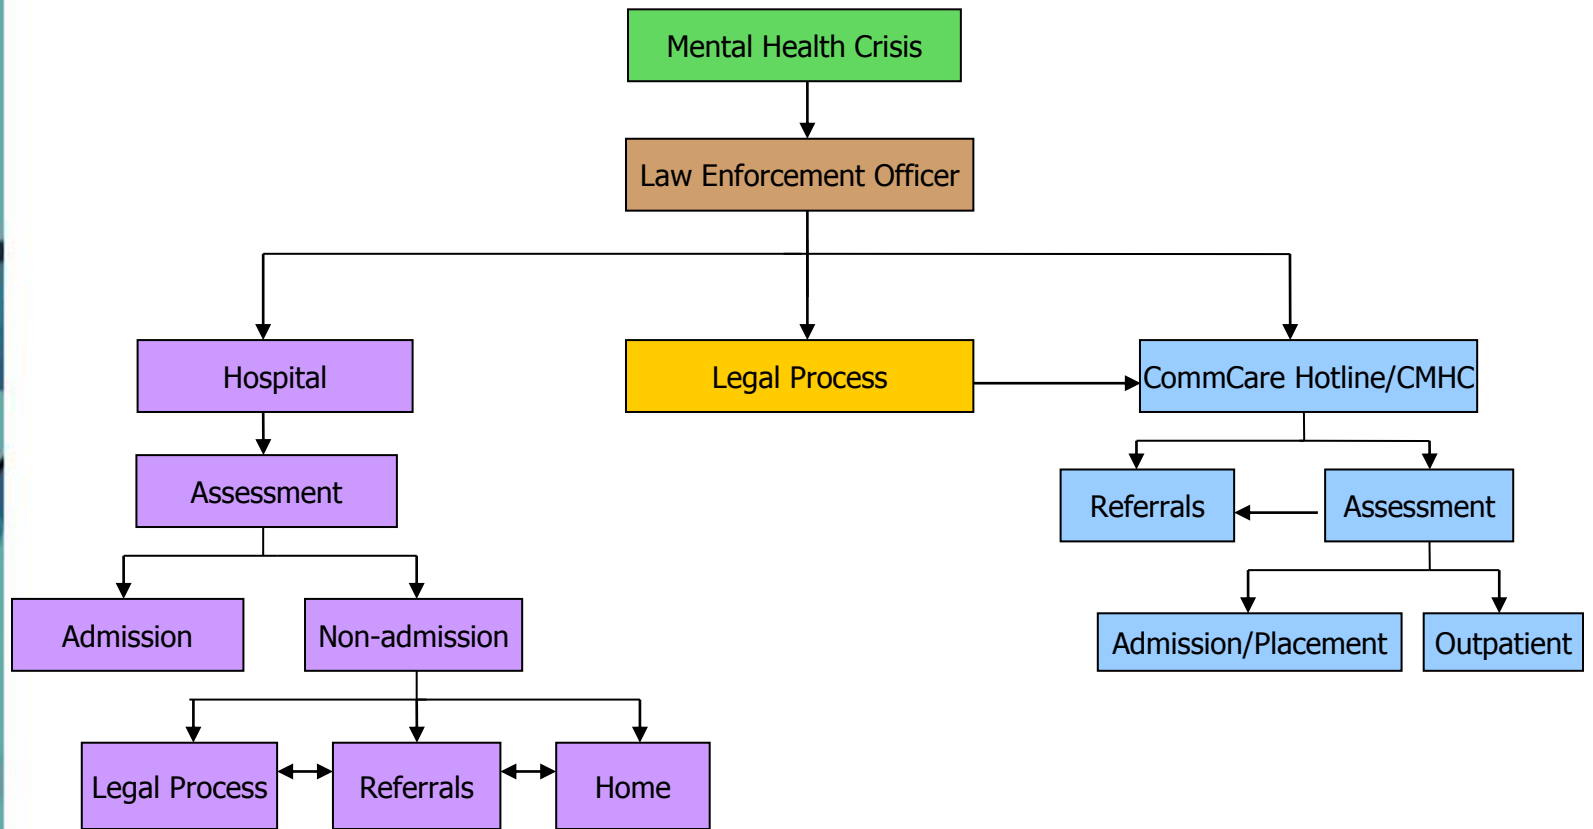 Mental Health Crisis
Law Enforcement Officer
Hospital
Legal Process
CommCare Hotline/CMHC
Assessment
Referrals
Assessment
Admission
Non-admission
Admission/Placement
Outpatient
Legal Process
Referrals
Home